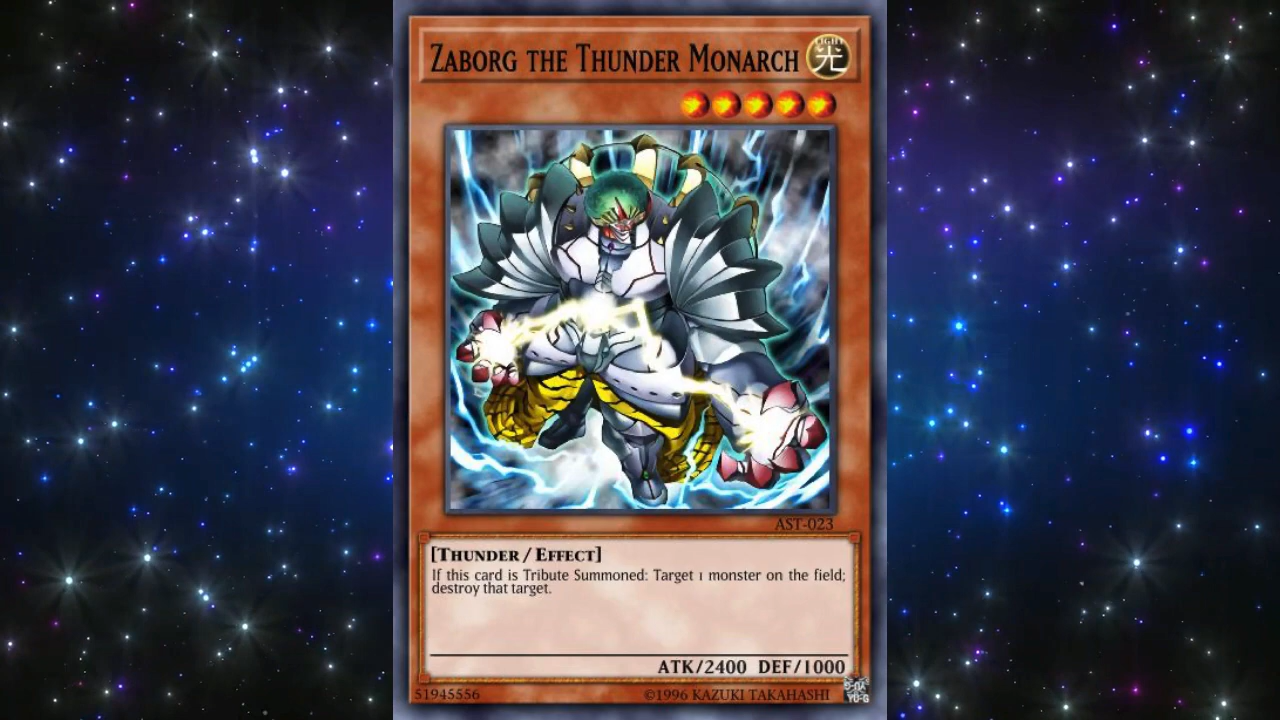 ZABORG THE THUNDER MONARCH
LIGHT
光
AST-023
[THUNDER / EFFECT]
If this card is Tribute Summoned: Target 1 monster on the field;
destroy that target.
ATK/2400 DEF/1000
51945556
©1996 KAZUKI TAKAHASHI